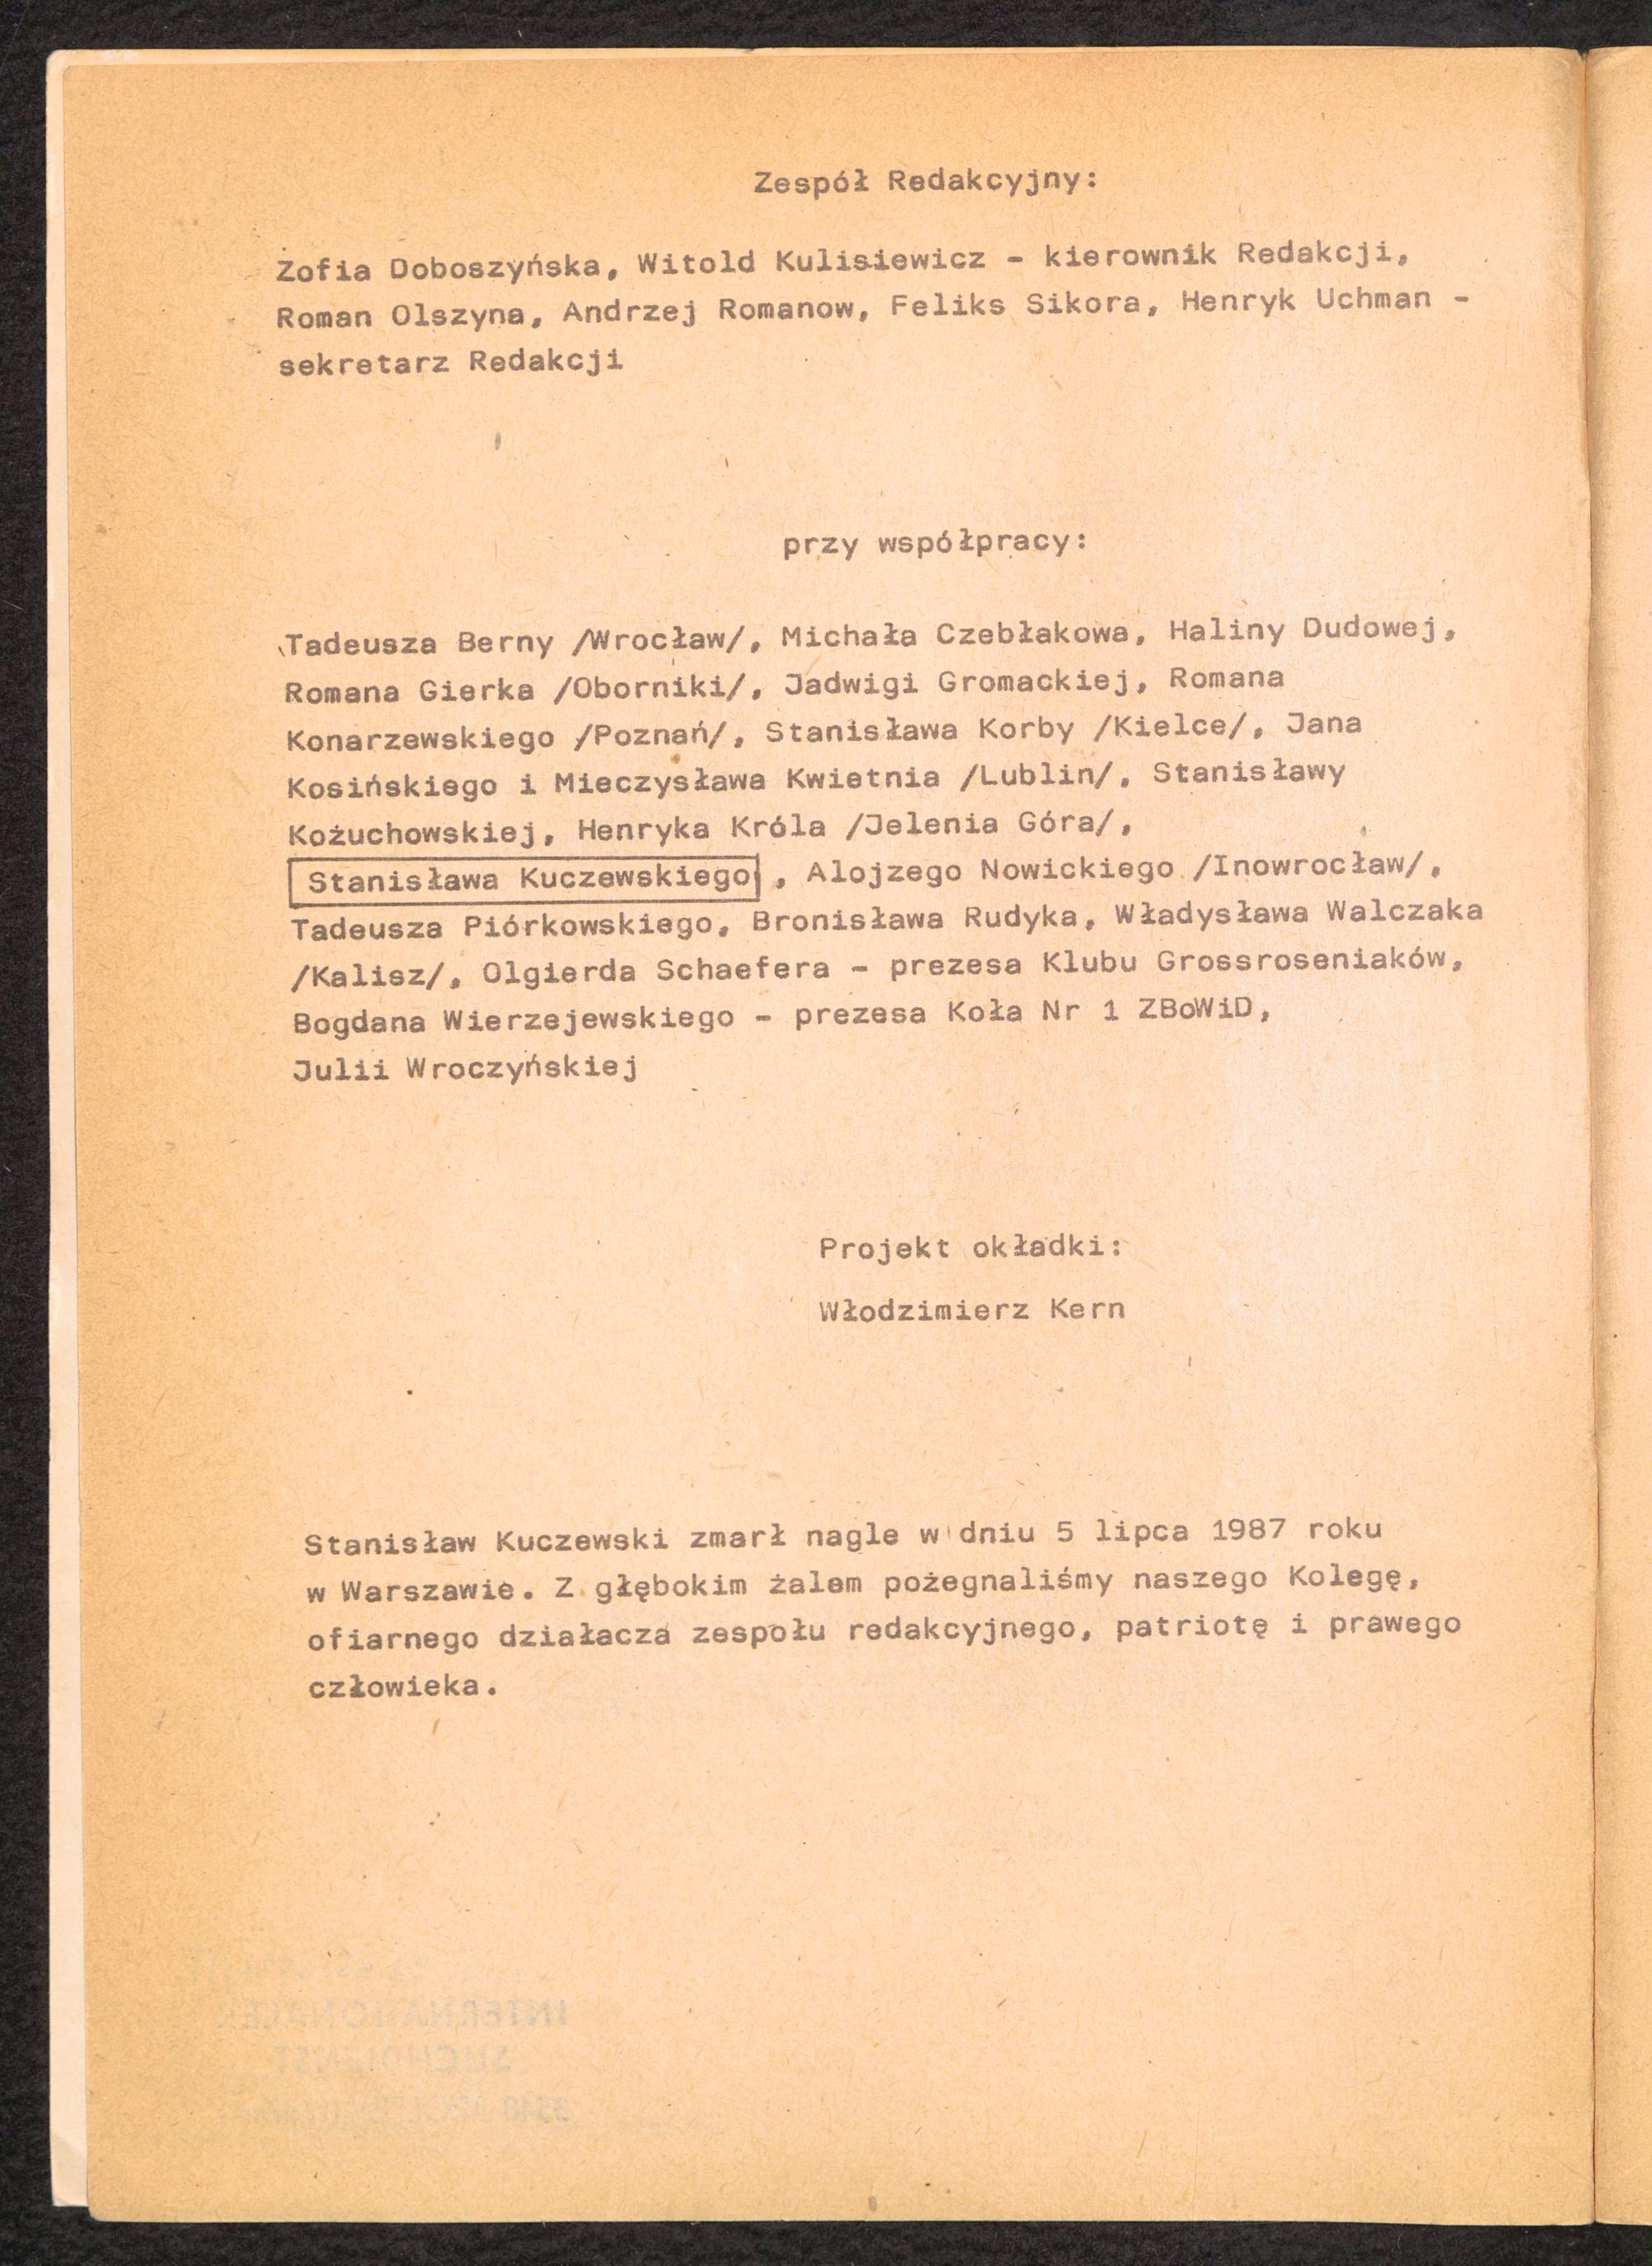 Zespół Redakcyjny:
Zofia Doboszyńska, Witold Kulisiewicz - kierownik Redakcji,
Roman Olszyna, Andrzej Romanow, Feliks Sikora, Henryk Uchman -
sekretarz Redakcji
przy współpracy:
Tadeusza Berny /Wrocław/, Michała Czebłakowa, Haliny Dudowej,
Romana Gierka /Oborniki/, Jadwigi Gromackiej, Romana
Konarzewskiego /Poznań/, Stanisława Korby /Kielce/, Jana
Kosińskiego i Mieczysława Kwietnia /Lublin/, Stanisławy
Kożuchowskiej, Henryka Króla /Jelenia Góra/,
Stanisława Kuczewskiego, Alojzego Nowickiego /Inowrocław/,
Tadeusza Piórkowskiego, Bronisława Rudyka, Władysława Walczaka
/Kalisz/, Olgierda Schaefera - prezesa Klubu Grossroseniaków,
Bogdana Wierzejewskiego - prezesa Koła Nr 1 ZBoWiD,
Julii Wroczyńskiej
Projekt okładki:
Włodzimierz Kern
Stanisław Kuczewski zmarł nagle w dniu 5 lipca 1987 roku
w Warszawie. Z głębokim żalem pożegnaliśmy naszego Kolegę,
ofiarnego działacza zespołu redakcyjnego, patriotę i prawego
człowieka.
INTERNATIONALER
SUCHDIENST